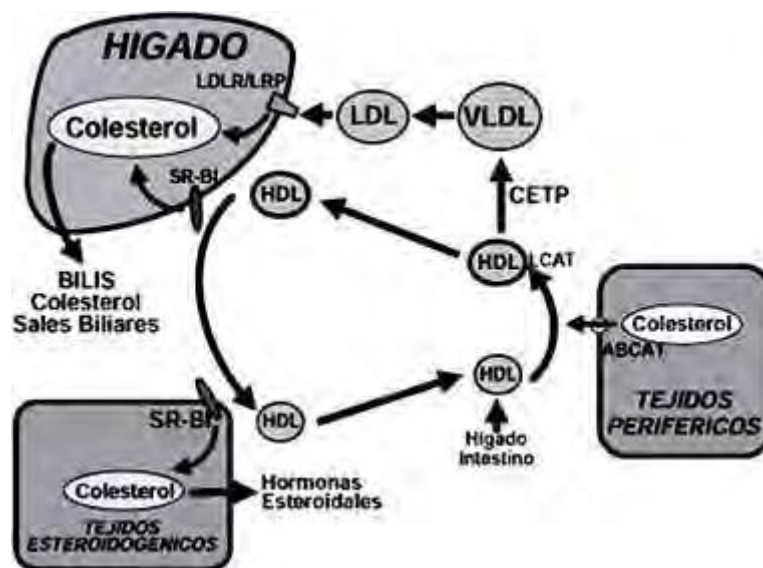 HIGADO
LDLR/LRP
Colesterol
LDL
VLDL
SR-BI
HDL
CETP
HDL
LCAT
BILIS
Colesterol
Sales Biliares
Colesterol
ABCAT
TEJIDOS
PERIFERICOS
HDL
Higado
Intestino
SR-BI
HDL
Colesterol
Hormonas
Esteroidales
TEJIDOS
ESTEROIDOGENICOS